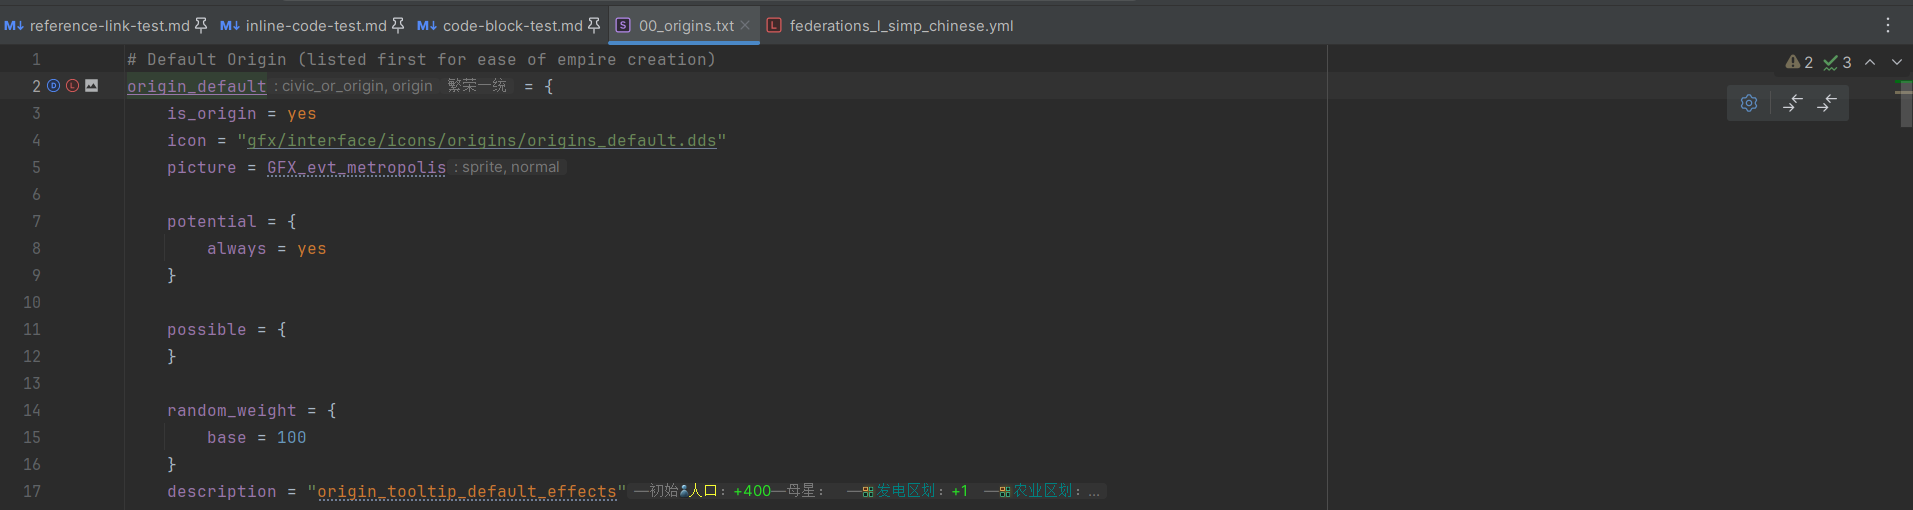 reference-link-test.md inline-code-test.md code-block-test.md 00_origins.txt federations_l_simp_chinese.yml
1 # Default Origin (listed first for ease of empire creation) 2 3
2 origin_default : civic_or_origin, origin 繁荣一统 = {
3 is_origin = yes
4 icon = "gfx/interface/icons/origins/origins_default.dds"
5 picture = GFX_evt_metropolis : sprite, normal
6
7 potential = {
8 always = yes
9 }
10
11 possible = {
12 }
13
14 random_weight = {
15 base = 100
16 }
17 description = "origin_tooltip_default_effects" —初始人口：+400—母星： —发电区划：+1 —农业区划：...